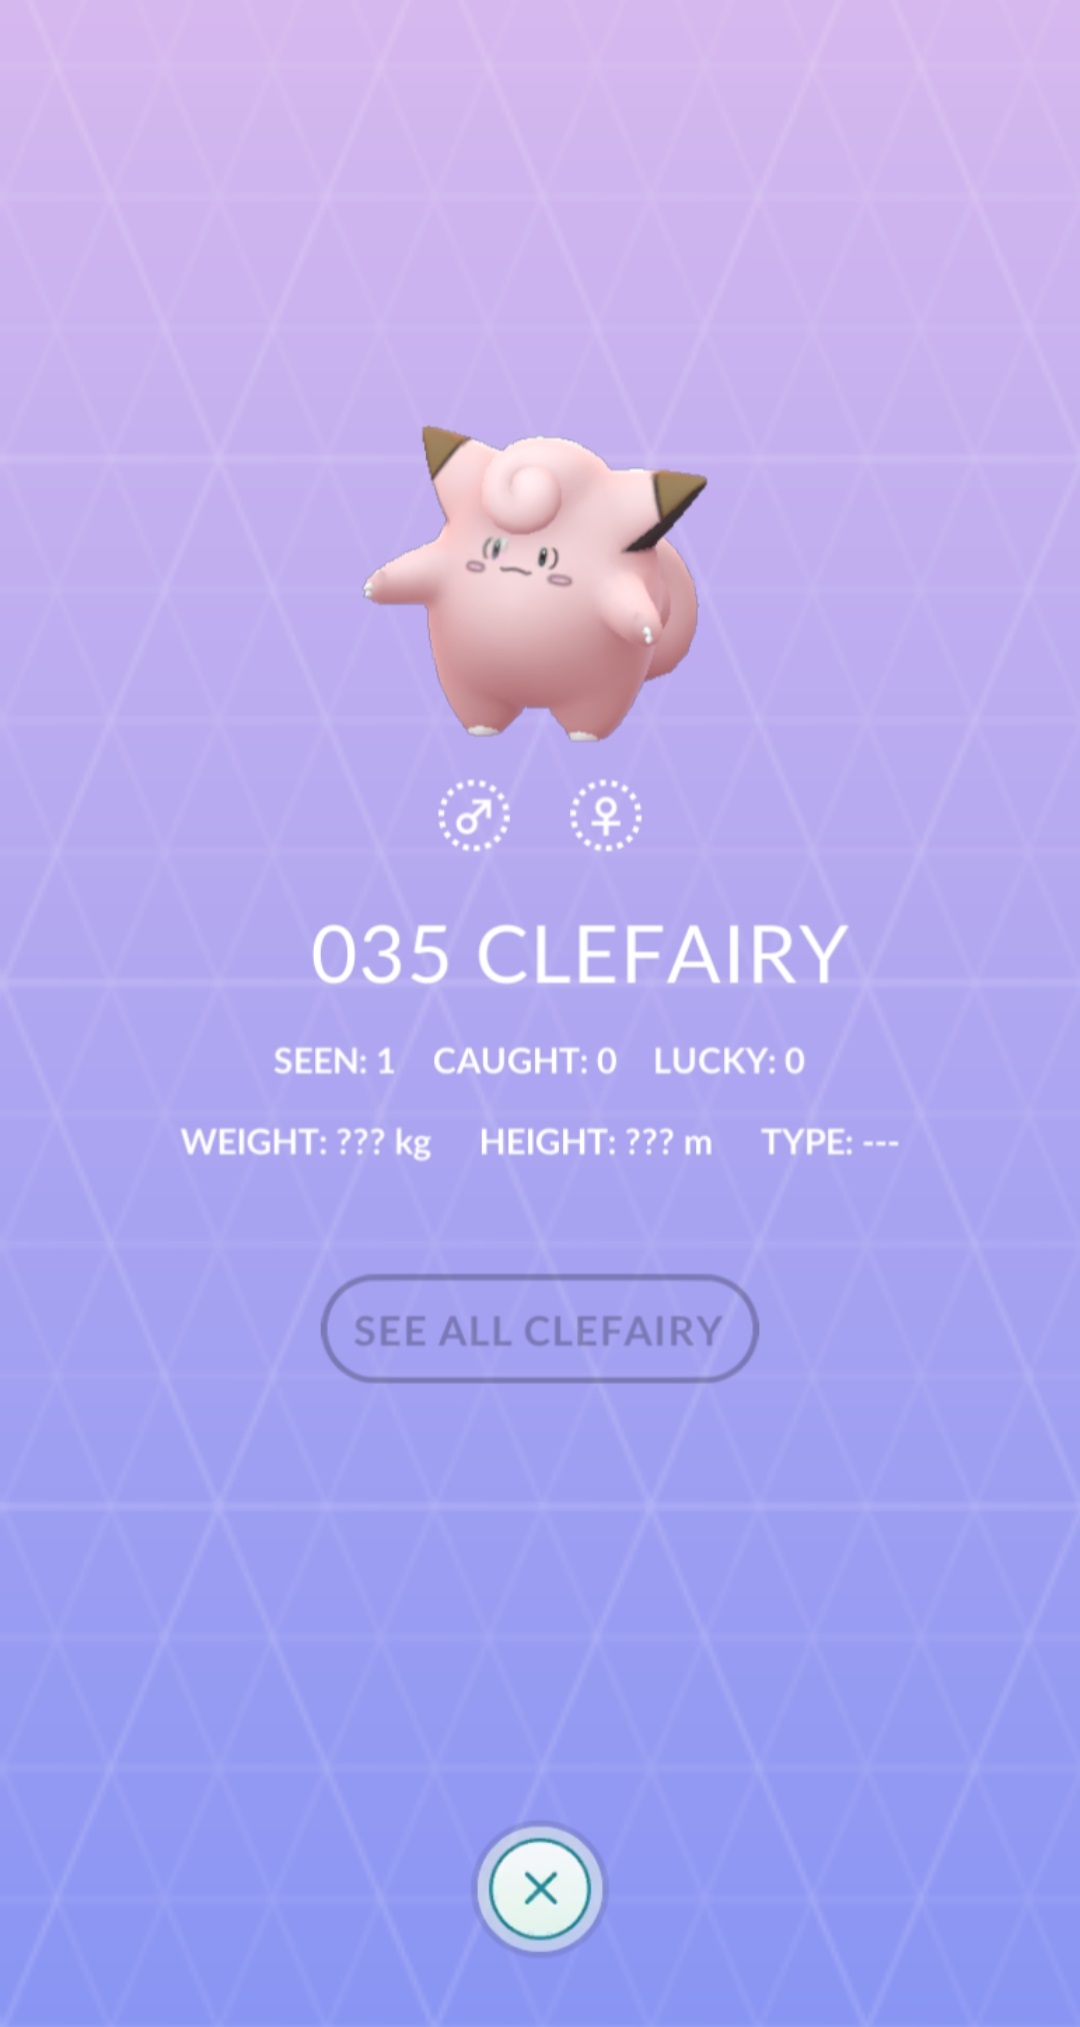 ♂ ♀
035 CLEFAIRY
SEEN: 1 CAUGHT: 0 LUCKY: 0
WEIGHT: ??? kg HEIGHT: ??? m TYPE: ---
SEE ALL CLEFAIRY